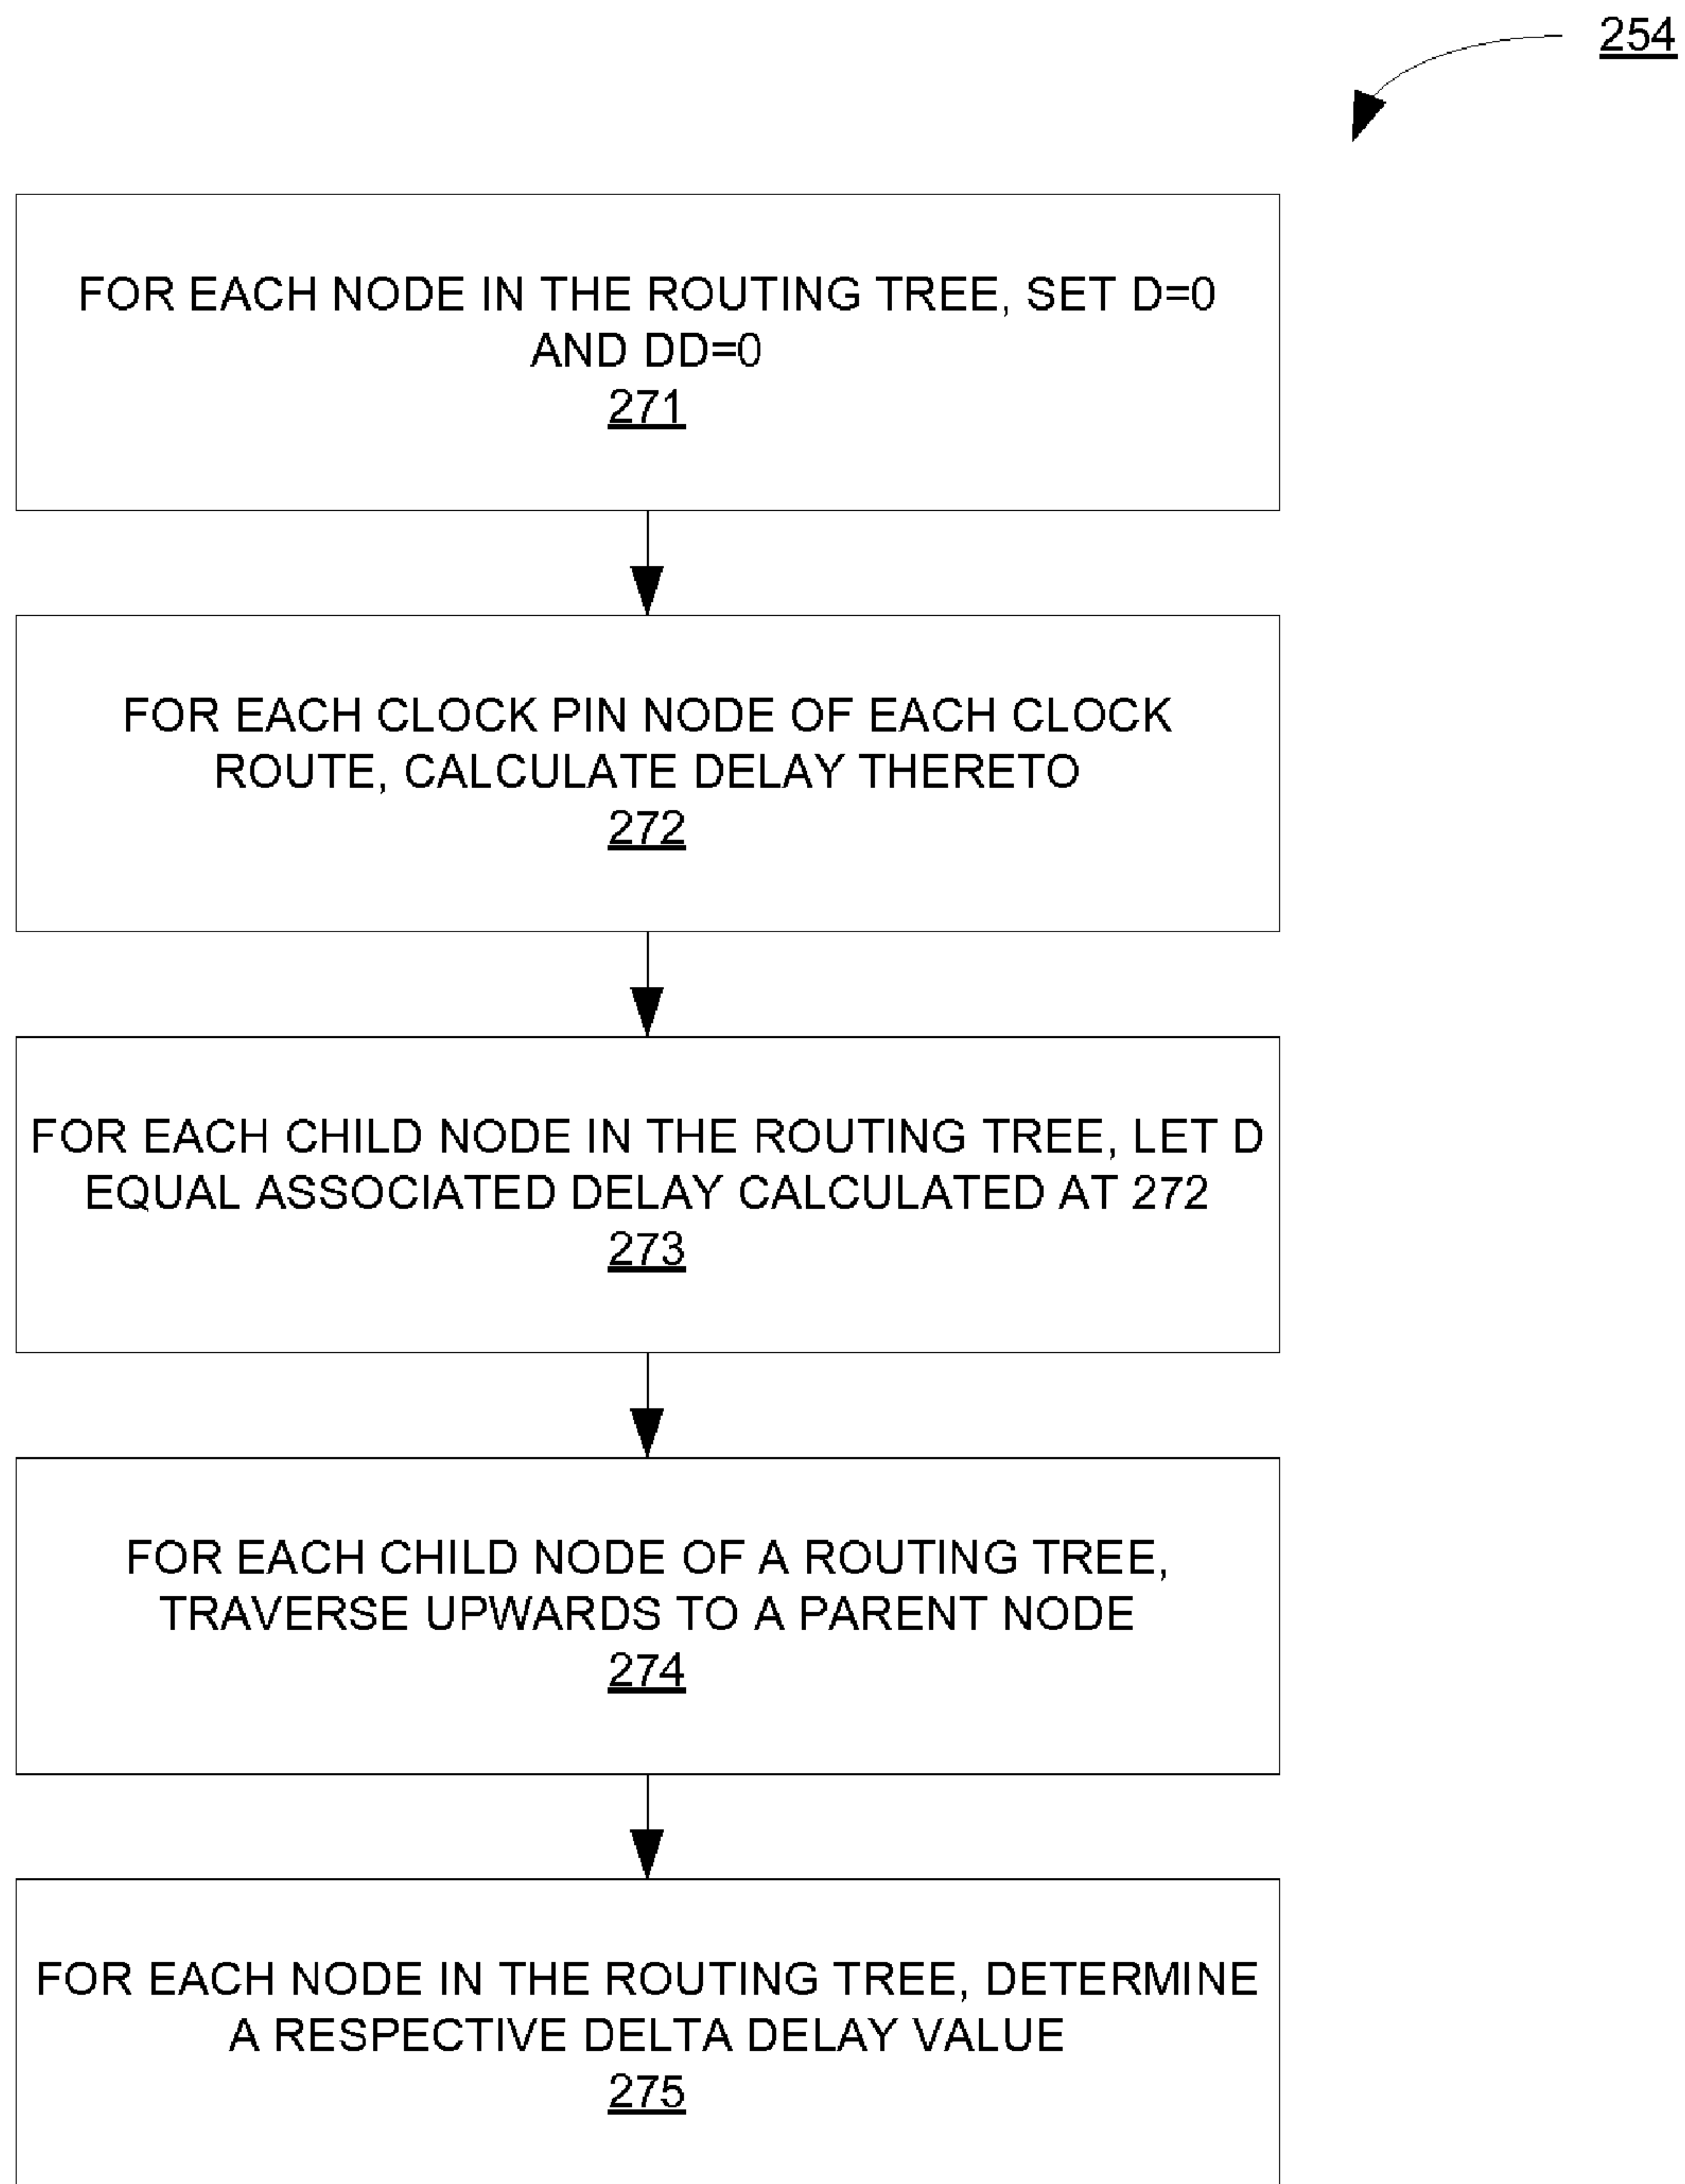 254
FOR EACH NODE IN THE ROUTING TREE, SET D=0
AND DD=0
271
FOR EACH CLOCK PIN NODE OF EACH CLOCK
ROUTE, CALCULATE DELAY THERETO
272
FOR EACH CHILD NODE IN THE ROUTING TREE, LET D
EQUAL ASSOCIATED DELAY CALCULATED AT 272
273
FOR EACH CHILD NODE OF A ROUTING TREE,
TRAVERSE UPWARDS TO A PARENT NODE
274
FOR EACH NODE IN THE ROUTING TREE, DETERMINE
A RESPECTIVE DELTA DELAY VALUE
275